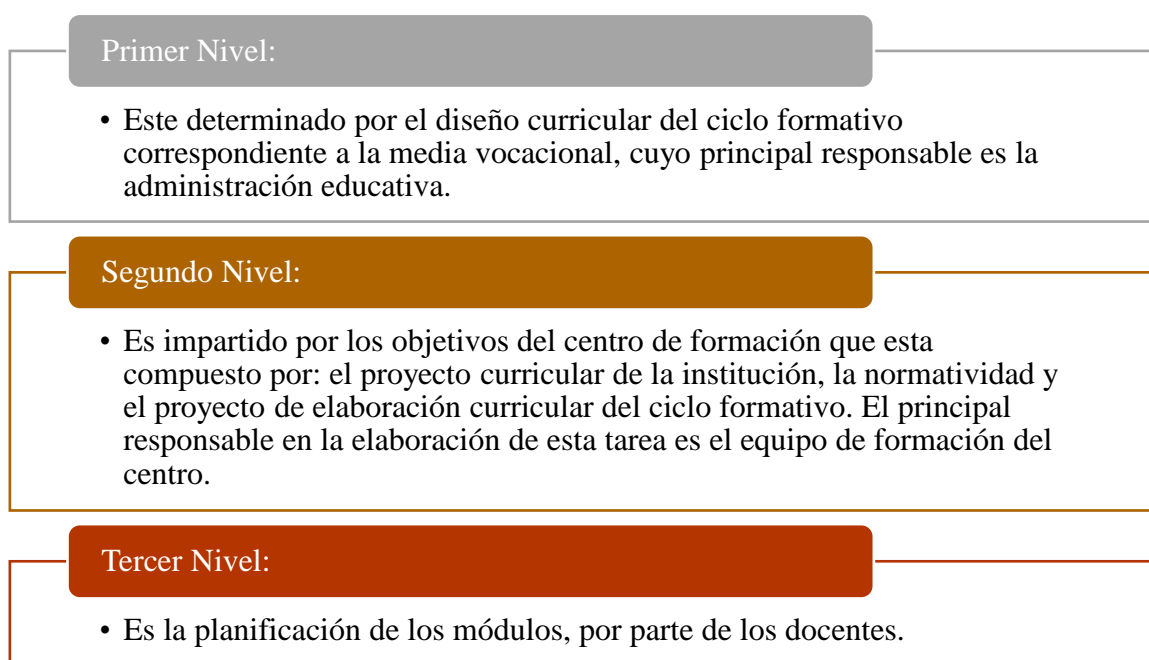 Primer Nivel:
• Este determinado por el diseño curricular del ciclo formativo
correspondiente a la media vocacional, cuyo principal responsable es la
administración educativa.
Segundo Nivel:
• Es impartido por los objetivos del centro de formación que esta
compuesto por: el proyecto curricular de la institución, la normatividad y
el proyecto de elaboración curricular del ciclo formativo. El principal
responsable en la elaboración de esta tarea es el equipo de formación del
centro.
Tercer Nivel:
• Es la planificación de los módulos, por parte de los docentes.